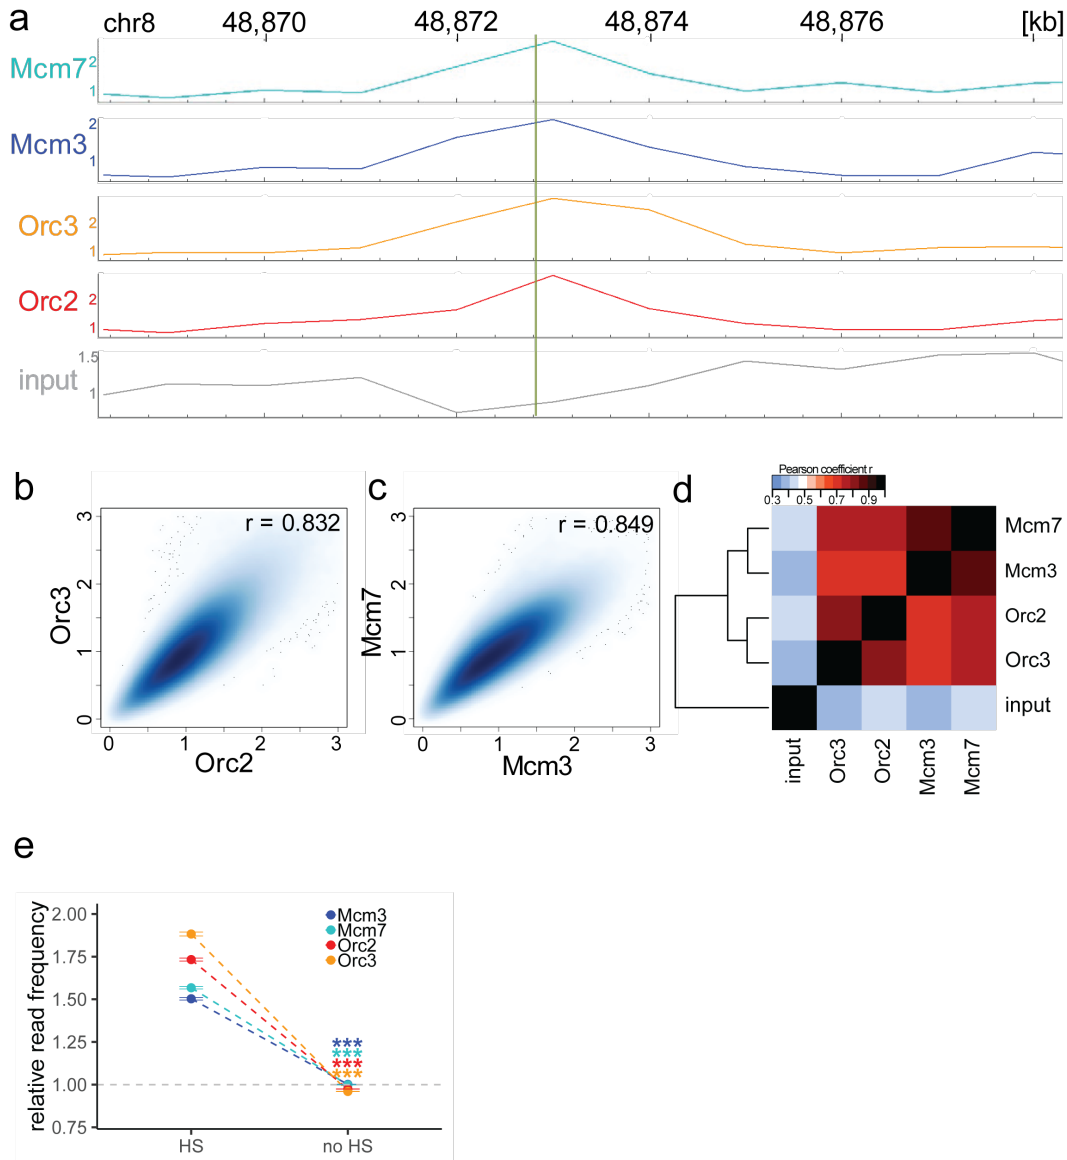 a
chr8 48,870 48,872 48,874 48,876 [kb]
Mcm7 2
1
Mcm3 2
1
Orc3 2
1
Orc2 2
1
input 1.5
1
b
Orc3
r = 0.832
3
2
1
0
0 1 2 3
Orc2
c
Mcm7
r = 0.849
3
2
1
0
0 1 2 3
Mcm3
d
Pearson coefficient r
0.3 0.5 0.7 0.9
Mcm7
Mcm3
Orc2
Orc3
input
input Orc3 Orc2 Mcm3 Mcm7
e
relative read frequency
2.00
1.75
1.50
1.25
1.00
0.75
Mcm3
Mcm7
Orc2
Orc3
***
***
***
***
HS no HS